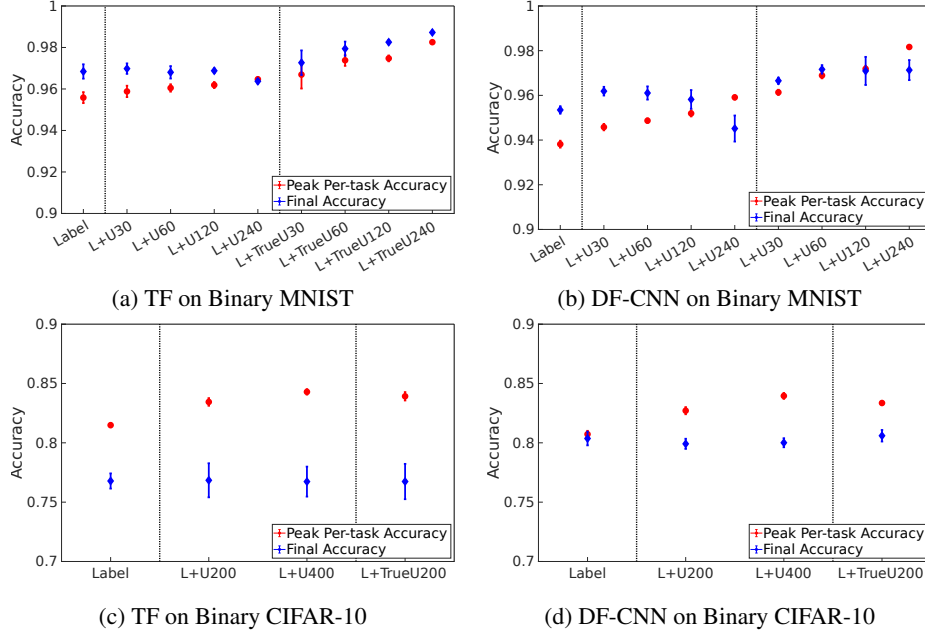 1
0.98
0.96
0.94
0.92
0.9
Accuracy
Peak Per-task Accuracy
Final Accuracy
Label
L+U30
L+U60
L+U120
L+U240
L+TrueU30
L+TrueU60
L+TrueU120
L+TrueU240
(a) TF on Binary MNIST
1
0.98
0.96
0.94
0.92
0.9
Accuracy
Peak Per-task Accuracy
Final Accuracy
Label
L+U30
L+U60
L+U120
L+U240
L+U30
L+U60
L+U120
L+U240
(b) DF-CNN on Binary MNIST
0.9
0.85
0.8
0.75
0.7
Accuracy
Peak Per-task Accuracy
Final Accuracy
Label
L+U200
L+U400
L+TrueU200
(c) TF on Binary CIFAR-10
0.9
0.85
0.8
0.75
0.7
Accuracy
Peak Per-task Accuracy
Final Accuracy
Label
L+U200
L+U400
L+TrueU200
(d) DF-CNN on Binary CIFAR-10